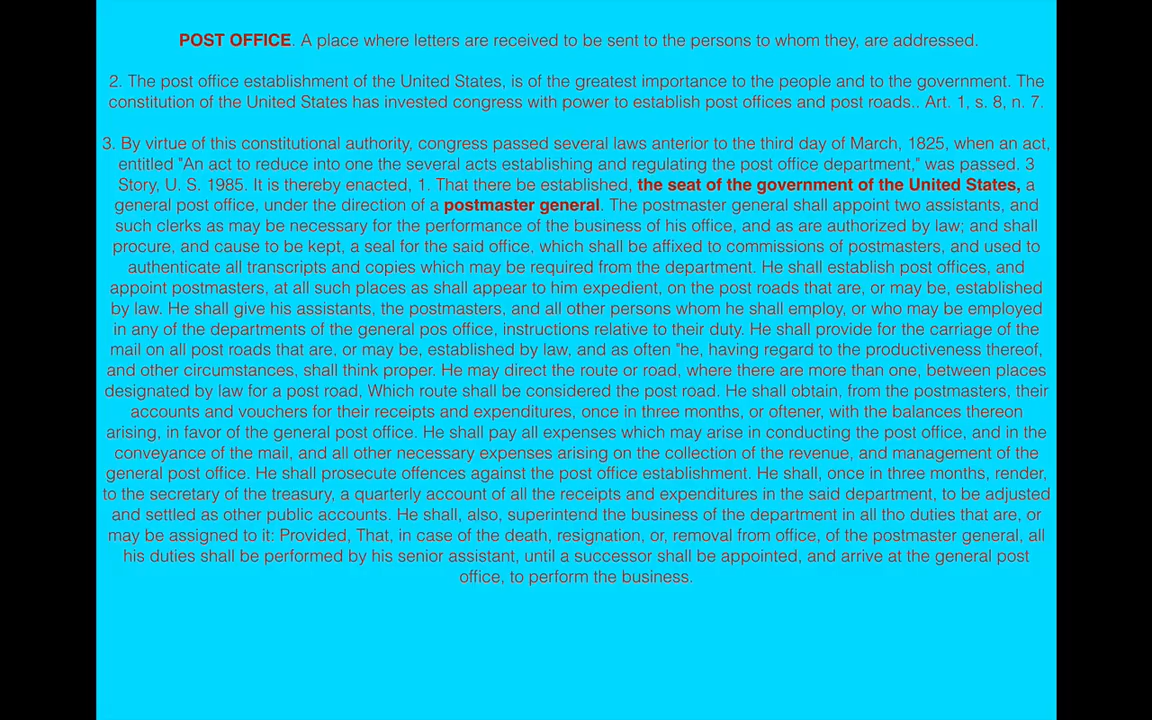 POST OFFICE. A place where letters are received to be sent to the persons to whom they, are addressed.
2. The post office establishment of the United States, is of the greatest importance to the people and to the government. The
constitution of the United States has invested congress with power to establish post offices and post roads.. Art. 1, s. 8, n. 7.
3. By virtue of this constitutional authority, congress passed several laws anterior to the third day of March, 1825, when an act,
entitled "An act to reduce into one the several acts establishing and regulating the post office department," was passed. 3
Story, U. S. 1985. It is thereby enacted, 1. That there be established, the seat of the government of the United States, a
general post office, under the direction of a postmaster general. The postmaster general shall appoint two assistants, and
such clerks as may be necessary for the performance of the business of his office, and as are authorized by law; and shall
procure, and cause to be kept, a seal for the said office, which shall be affixed to commissions of postmasters, and used to
authenticate all transcripts and copies which may be required from the department. He shall establish post offices, and
appoint postmasters, at all such places as shall appear to him expedient, on the post roads that are, or may be, established
by law. He shall give his assistants, the postmasters, and all other persons whom he shall employ, or who may be employed
in any of the departments of the general pos office, instructions relative to their duty. He shall provide for the carriage of the
mail on all post roads that are, or may be, established by law, and as often "he, having regard to the productiveness thereof,
and other circumstances, shall think proper. He may direct the route or road, where there are more than one, between places
designated by law for a post road, Which route shall be considered the post road. He shall obtain, from the postmasters, their
accounts and vouchers for their receipts and expenditures, once in three months, or oftener, with the balances thereon
arising, in favor of the general post office. He shall pay all expenses which may arise in conducting the post office, and in the
conveyance of the mail, and all other necessary expenses arising on the collection of the revenue, and management of the
general post office. He shall prosecute offences against the post office establishment. He shall, once in three months, render,
to the secretary of the treasury, a quarterly account of all the receipts and expenditures in the said department, to be adjusted
and settled as other public accounts. He shall, also, superintend the business of the department in all tho duties that are, or
may be assigned to it: Provided, That, in case of the death, resignation, or, removal from office, of the postmaster general, all
his duties shall be performed by his senior assistant, until a successor shall be appointed, and arrive at the general post
office, to perform the business.